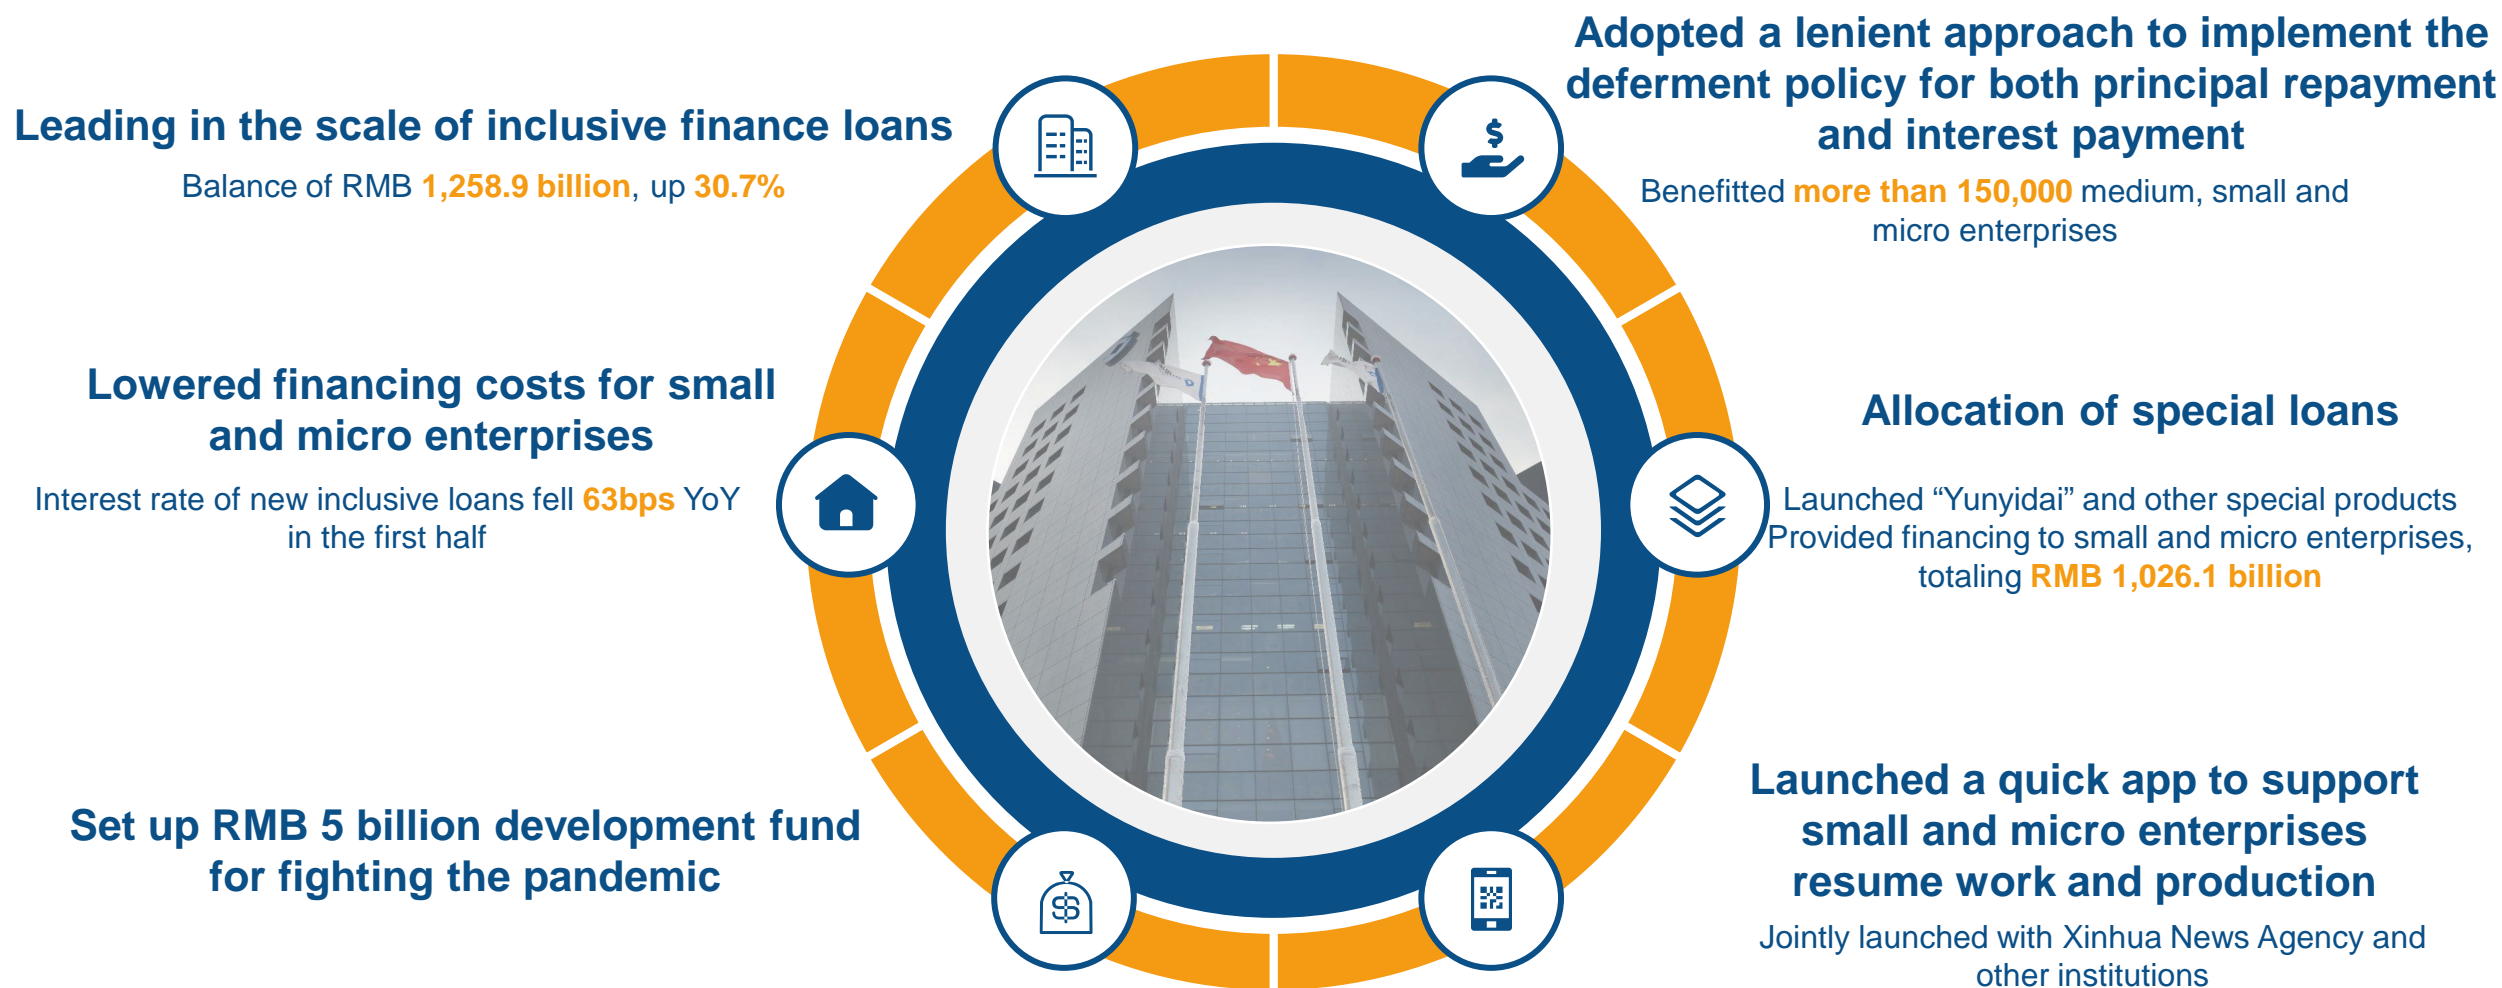 Leading in the scale of inclusive finance loans
Balance of RMB 1,258.9 billion, up 30.7%
Lowered financing costs for small
and micro enterprises
Interest rate of new inclusive loans fell 63bps YoY
in the first half
Set up RMB 5 billion development fund
for fighting the pandemic
Adopted a lenient approach to implement the
deferment policy for both principal repayment
and interest payment
Benefitted more than 150,000 medium, small and
micro enterprises
Allocation of special loans
Launched “Yunyidai” and other special products
Provided financing to small and micro enterprises,
totaling RMB 1,026.1 billion
Launched a quick app to support
small and micro enterprises
resume work and production
Jointly launched with Xinhua News Agency and
other institutions